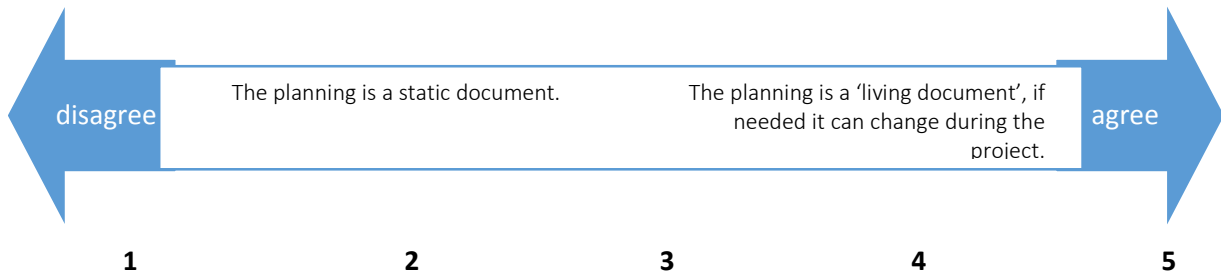 disagree
The planning is a static document.
The planning is a ‘living document’, if
needed it can change during the
project.
agree
1 2 3 4 5